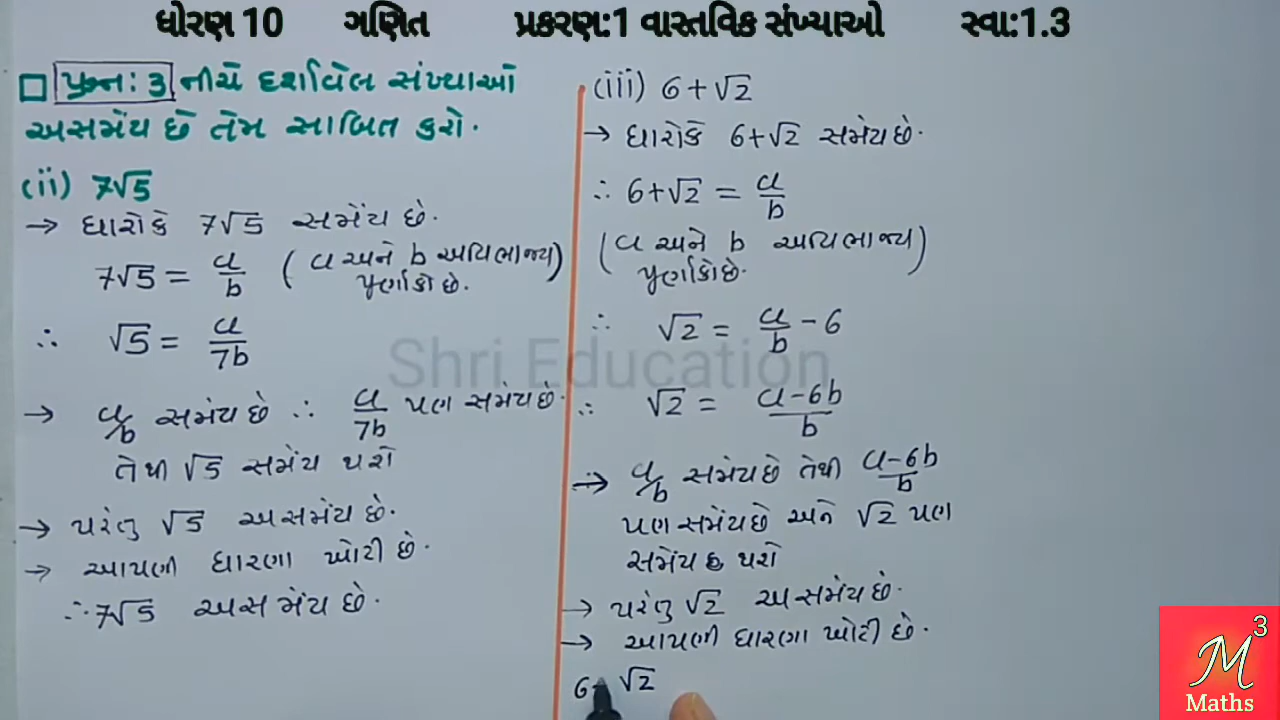 ધોરણ 10 ગણિત પ્રકરણ:1 વાસ્તવિક સંખ્યાઓ સ્વા:1.3
પ્રશ્ન: 3 નીચે દર્શાવેલ સંખ્યાઓ
અસમેય છે તેમ સાબિત કરો.
(ii) 7√5
→ ધારોકે 7√5 સમેય છે.
7√5 = a/b (a અને b અવિભાજ્ય
પૂર્ણાંકો છે.)
∴ √5 = a/7b
→ a/b સમેય છે ∴ a/7b પણ સમેય છે.
તેથી √5 સમેય થશે
→ પરંતુ √5 અસમેય છે.
→ આપણી ધારણા ખોટી છે.
∴ 7√5 અસમેય છે.
(iii) 6+√2
→ ધારોકે 6+√2 સમેય છે.
∴ 6+√2 = a/b
(a અને b અવિભાજ્ય
પૂર્ણાંકો છે.)
∴ √2 = a/b - 6
∴ √2 = a-6b/b
→ a/b સમેય છે તેથી a-6b/b
પણ સમેય છે અને √2 પણ
સમેય થશે
→ પરંતુ √2 અસમેય છે.
→ આપણી ધારણા ખોટી છે.
6+ √2
Shri Education
M3
Maths